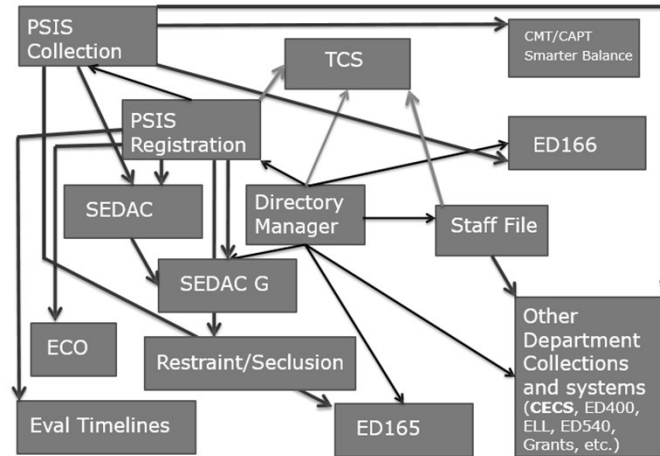 PSIS
Collection
CMT/CAPT
Smarter Balance
TCS
PSIS
Registration
ED166
SEDAC
Directory
Manager
Staff File
SEDAC G
Other
Department
Collections
and systems
(CECS, ED400,
ELL, ED540,
Grants, etc.)
ECO
Restraint/Seclusion
Eval Timelines
ED165